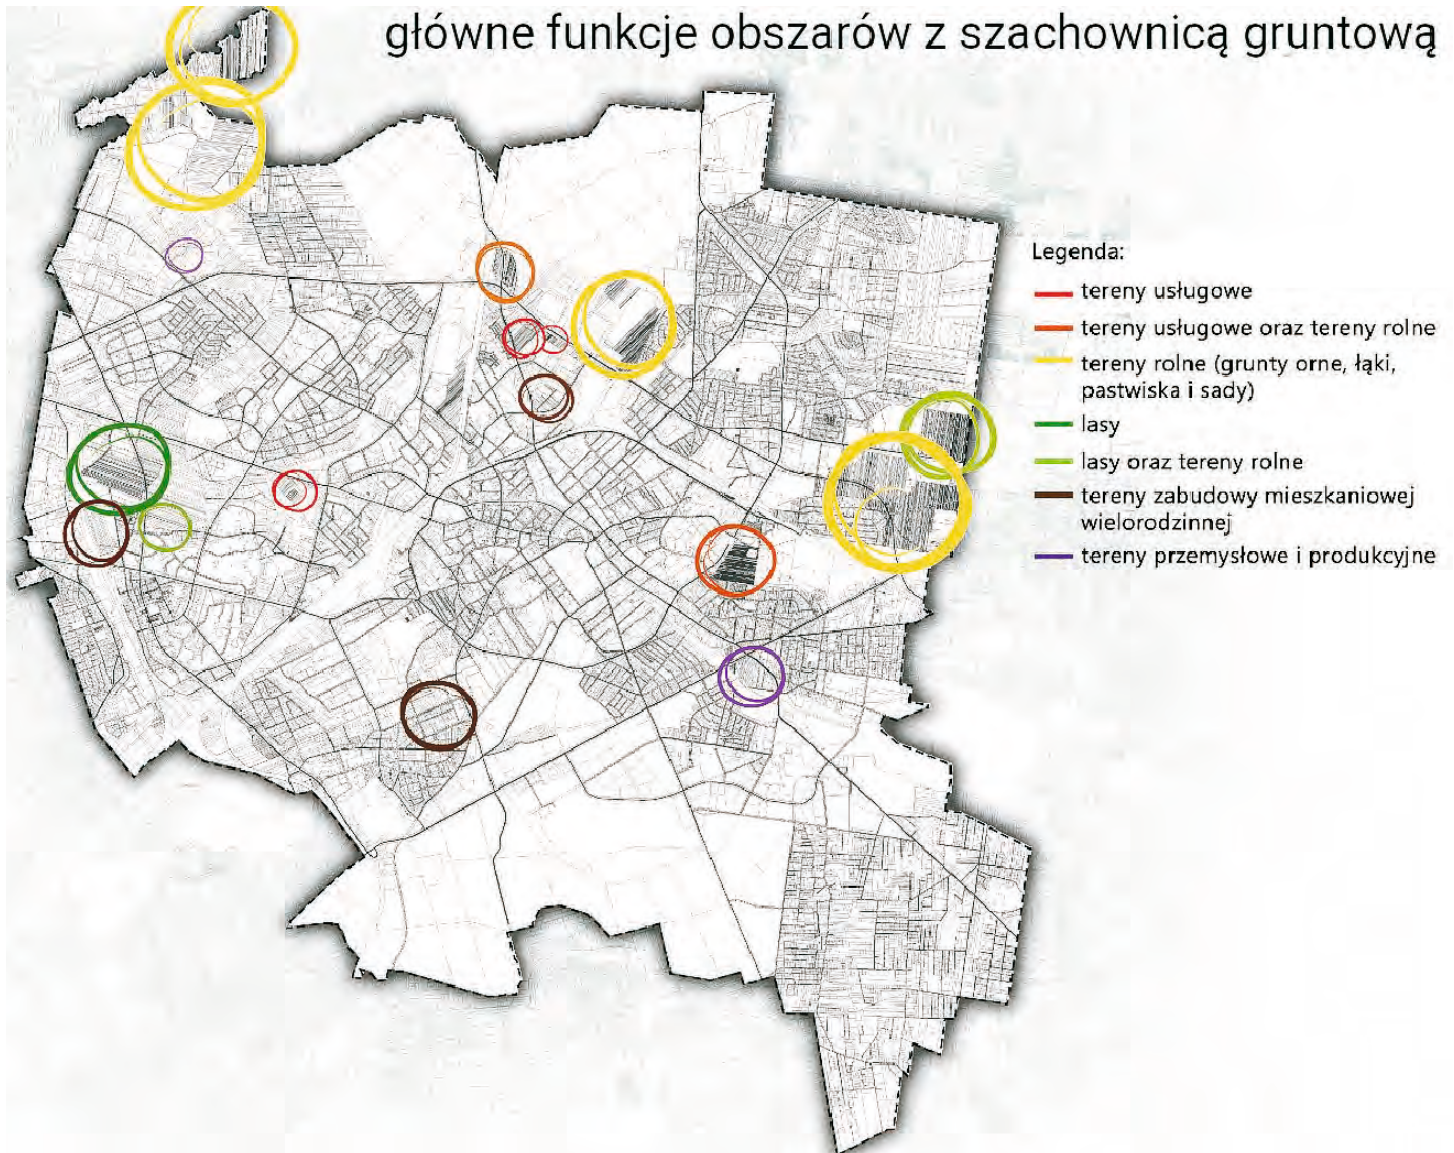 główne funkcje obszarów z szachownicą gruntową
Legenda:
tereny usługowe
tereny usługowe oraz tereny rolne
tereny rolne (grunty orne, łąki,
pastwiska i sady)
lasy
lasy oraz tereny rolne
tereny zabudowy mieszkaniowej
wielorodzinnej
tereny przemysłowe i produkcyjne